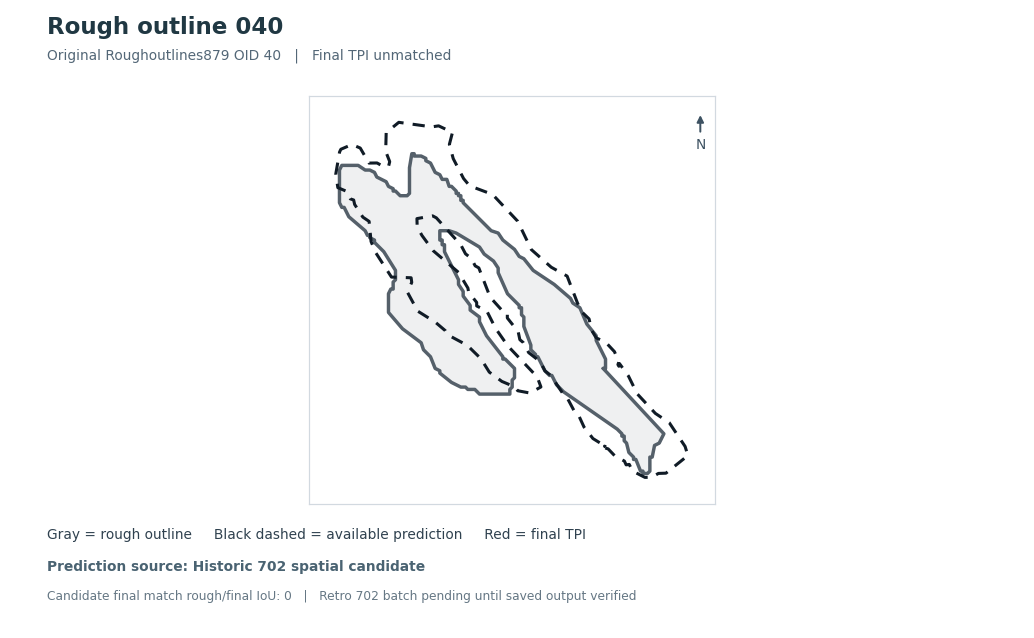 Rough outline 040
Original Roughoutlines879 OID 40   |   Final TPI unmatched
N
Gray = rough outline     Black dashed = available prediction     Red = final TPI
Prediction source: Historic 702 spatial candidate
Candidate final match rough/final IoU: 0   |   Retro 702 batch pending until saved output verified